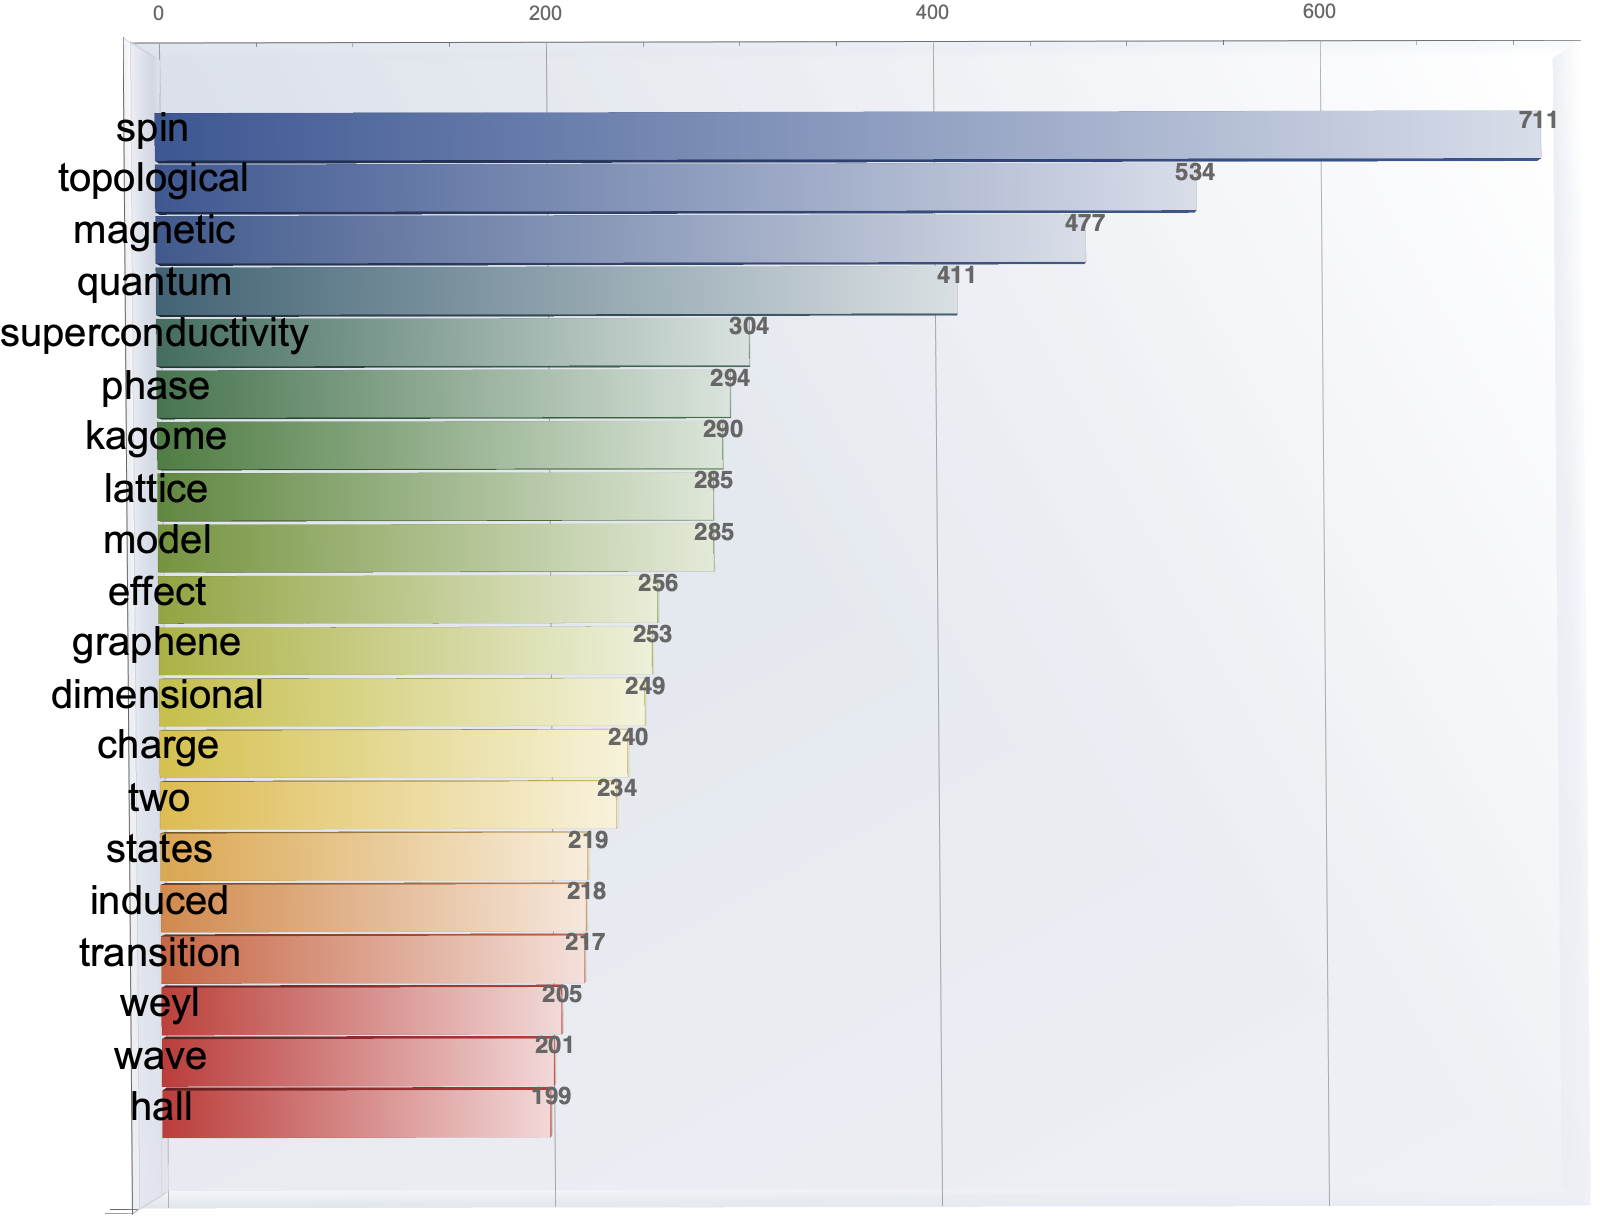 0 200 400 600
spin 711
topological 534
magnetic 477
quantum 411
superconductivity 304
phase 294
kagome 290
lattice 285
model 285
effect 256
graphene 253
dimensional 249
charge 240
two 234
states 219
induced 218
transition 217
weyl 205
wave 201
hall 199